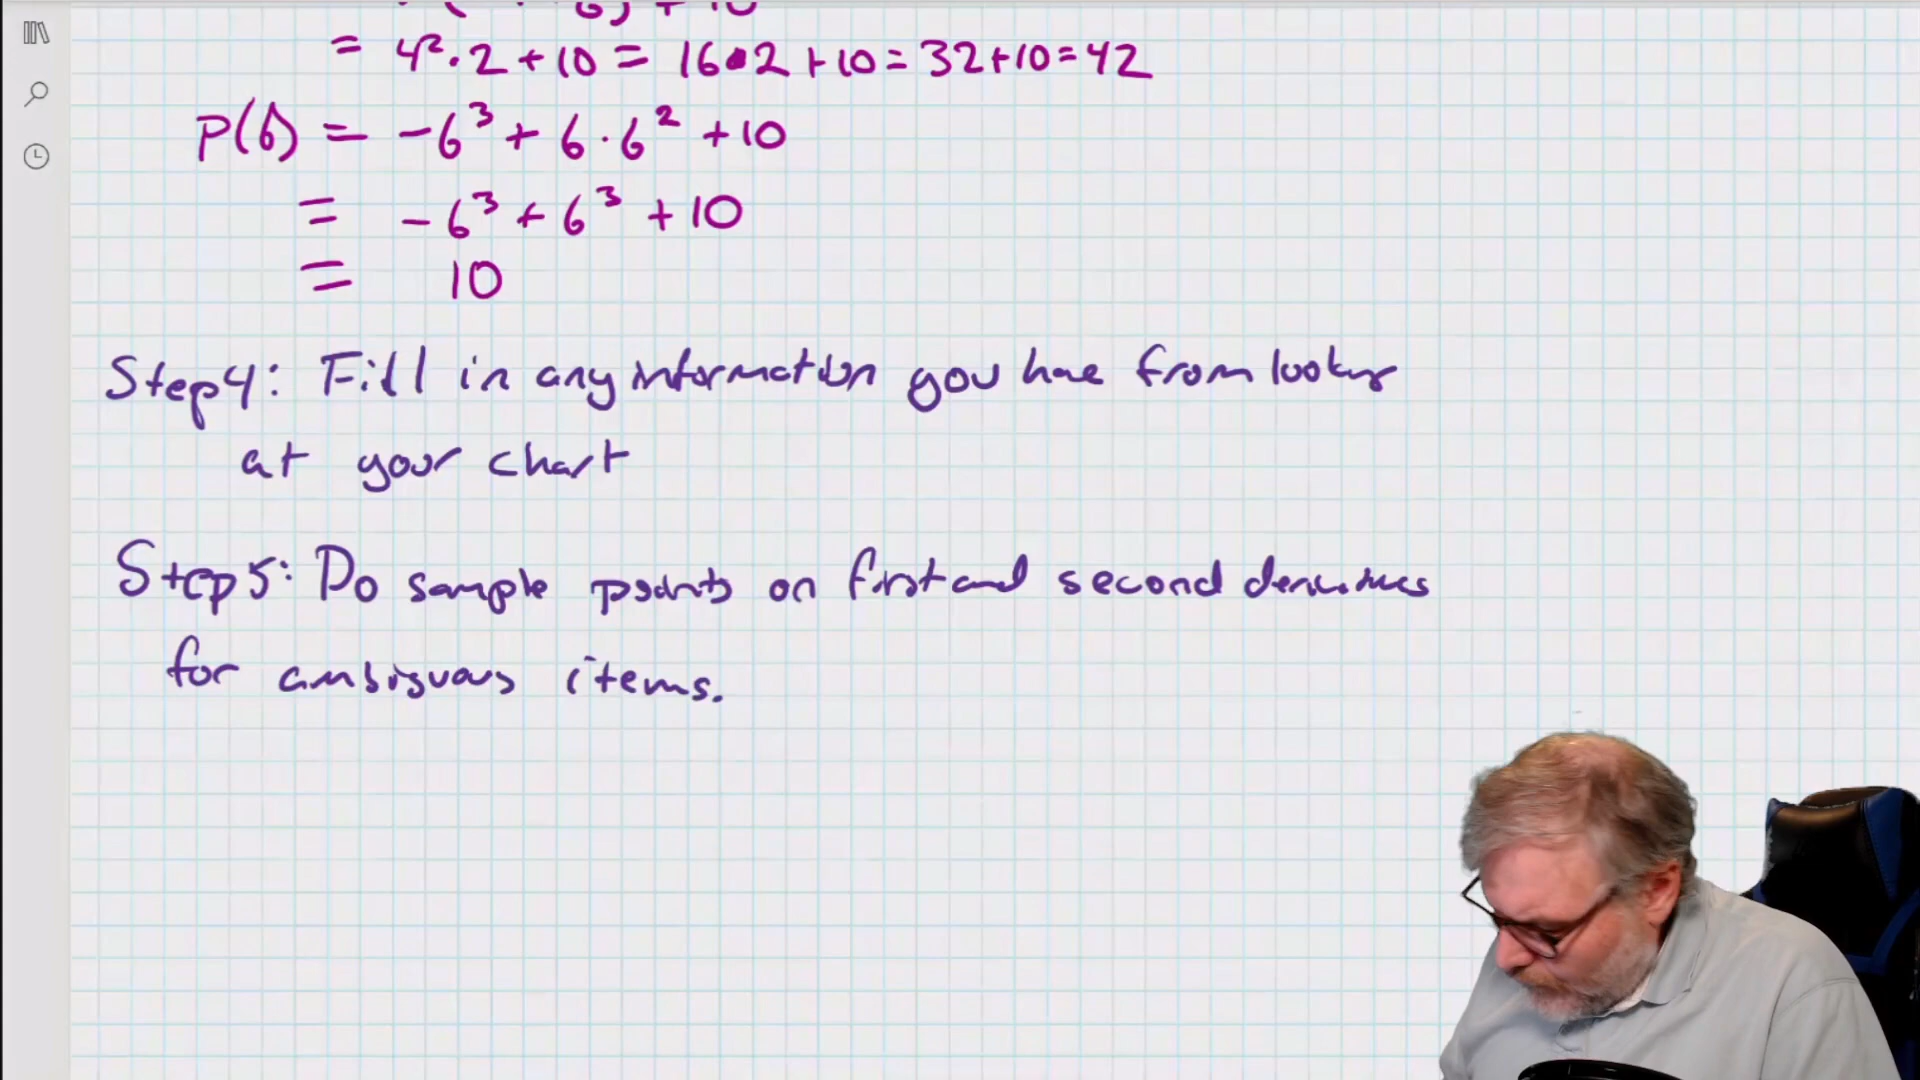 = 4² · 2 + 10 = 16 · 2 + 10 = 32 + 10 = 42
P(6) = -6³ + 6 · 6² + 10
= -6³ + 6³ + 10
= 10
Step 4: Fill in any information you have from looking
at your chart
Step 5: Do sample points on first and second derivatives
for ambiguous items.